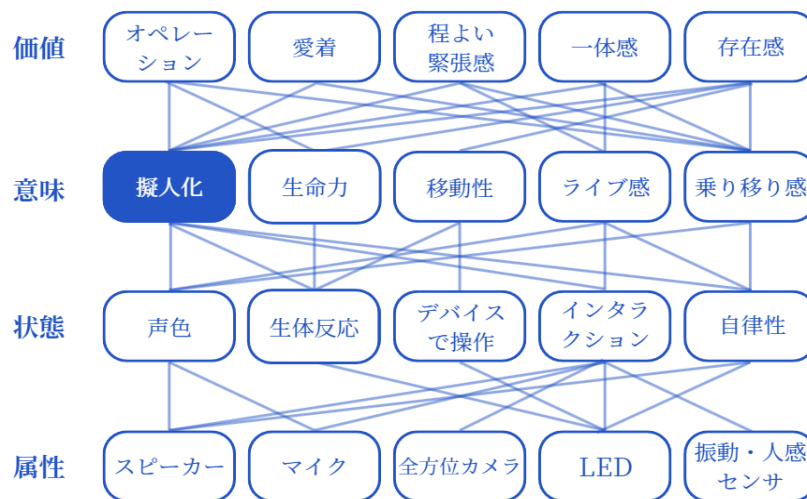 価値
オペレー
ション
愛着
程よい
緊張感
一体感
存在感
意味
擬人化
生命力
移動性
ライブ感
乗り移り感
状態
声色
生体反応
デバイス
で操作
インタラ
クション
自律性
属性
スピーカー
マイク
全方位カメラ
LED
振動・人感
センサ